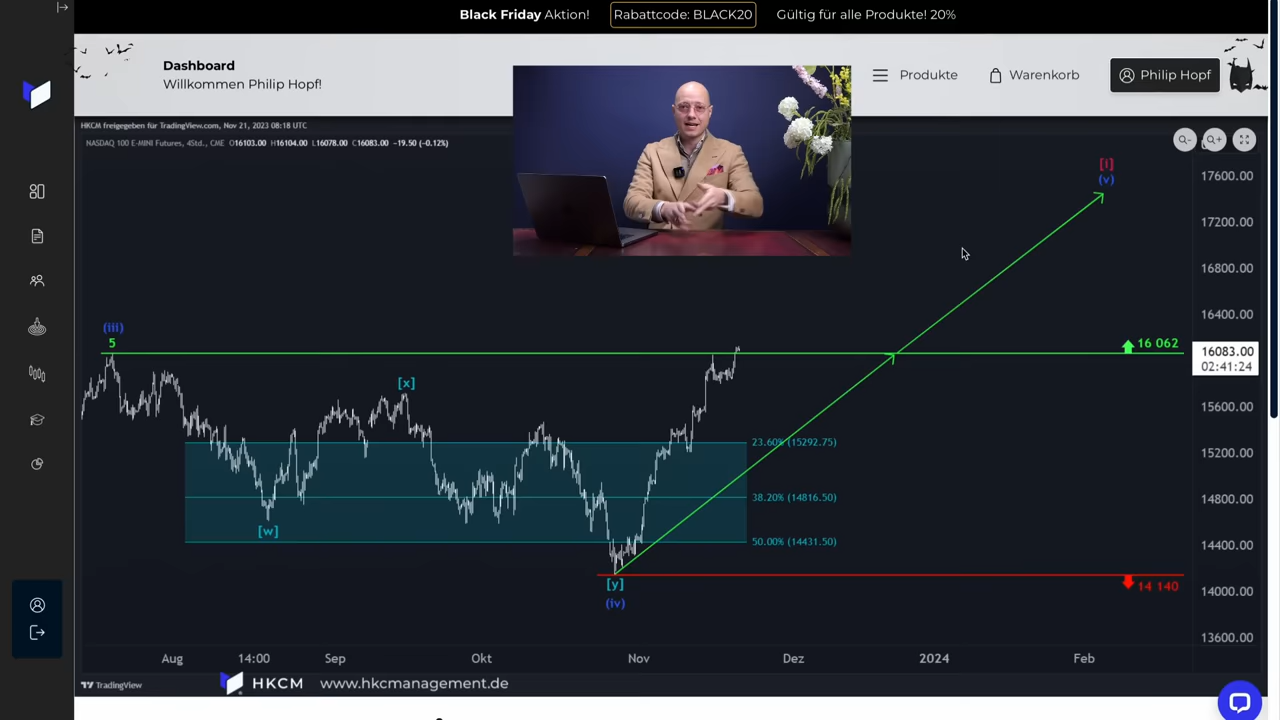 Black Friday Aktion! Rabattcode: BLACK20 Gültig für alle Produkte! 20%
Dashboard
Willkommen Philip Hopf!
Produkte Warenkorb Philip Hopf
HKCM freigegeben für TradingView.com, Nov 21, 2023 08:18 UTC
NASDAQ 100 E-MINI Futures, 4Std., CME O16103.00 H16104.00 L16078.00 C16083.00 −19.50 (−0.12%)
[i]
(v)
17600.00
17200.00
16800.00
16400.00
(iii)
5
16 062
16083.00
02:41:24
[x]
15600.00
23.60% (15292.75)
15200.00
38.20% (14816.50)
14800.00
[w]
50.00% (14431.50)
14400.00
[y]
(iv)
14 140
14000.00
13600.00
Aug 14:00 Sep Okt Nov Dez 2024 Feb
TradingView HKCM www.hkcmanagement.de